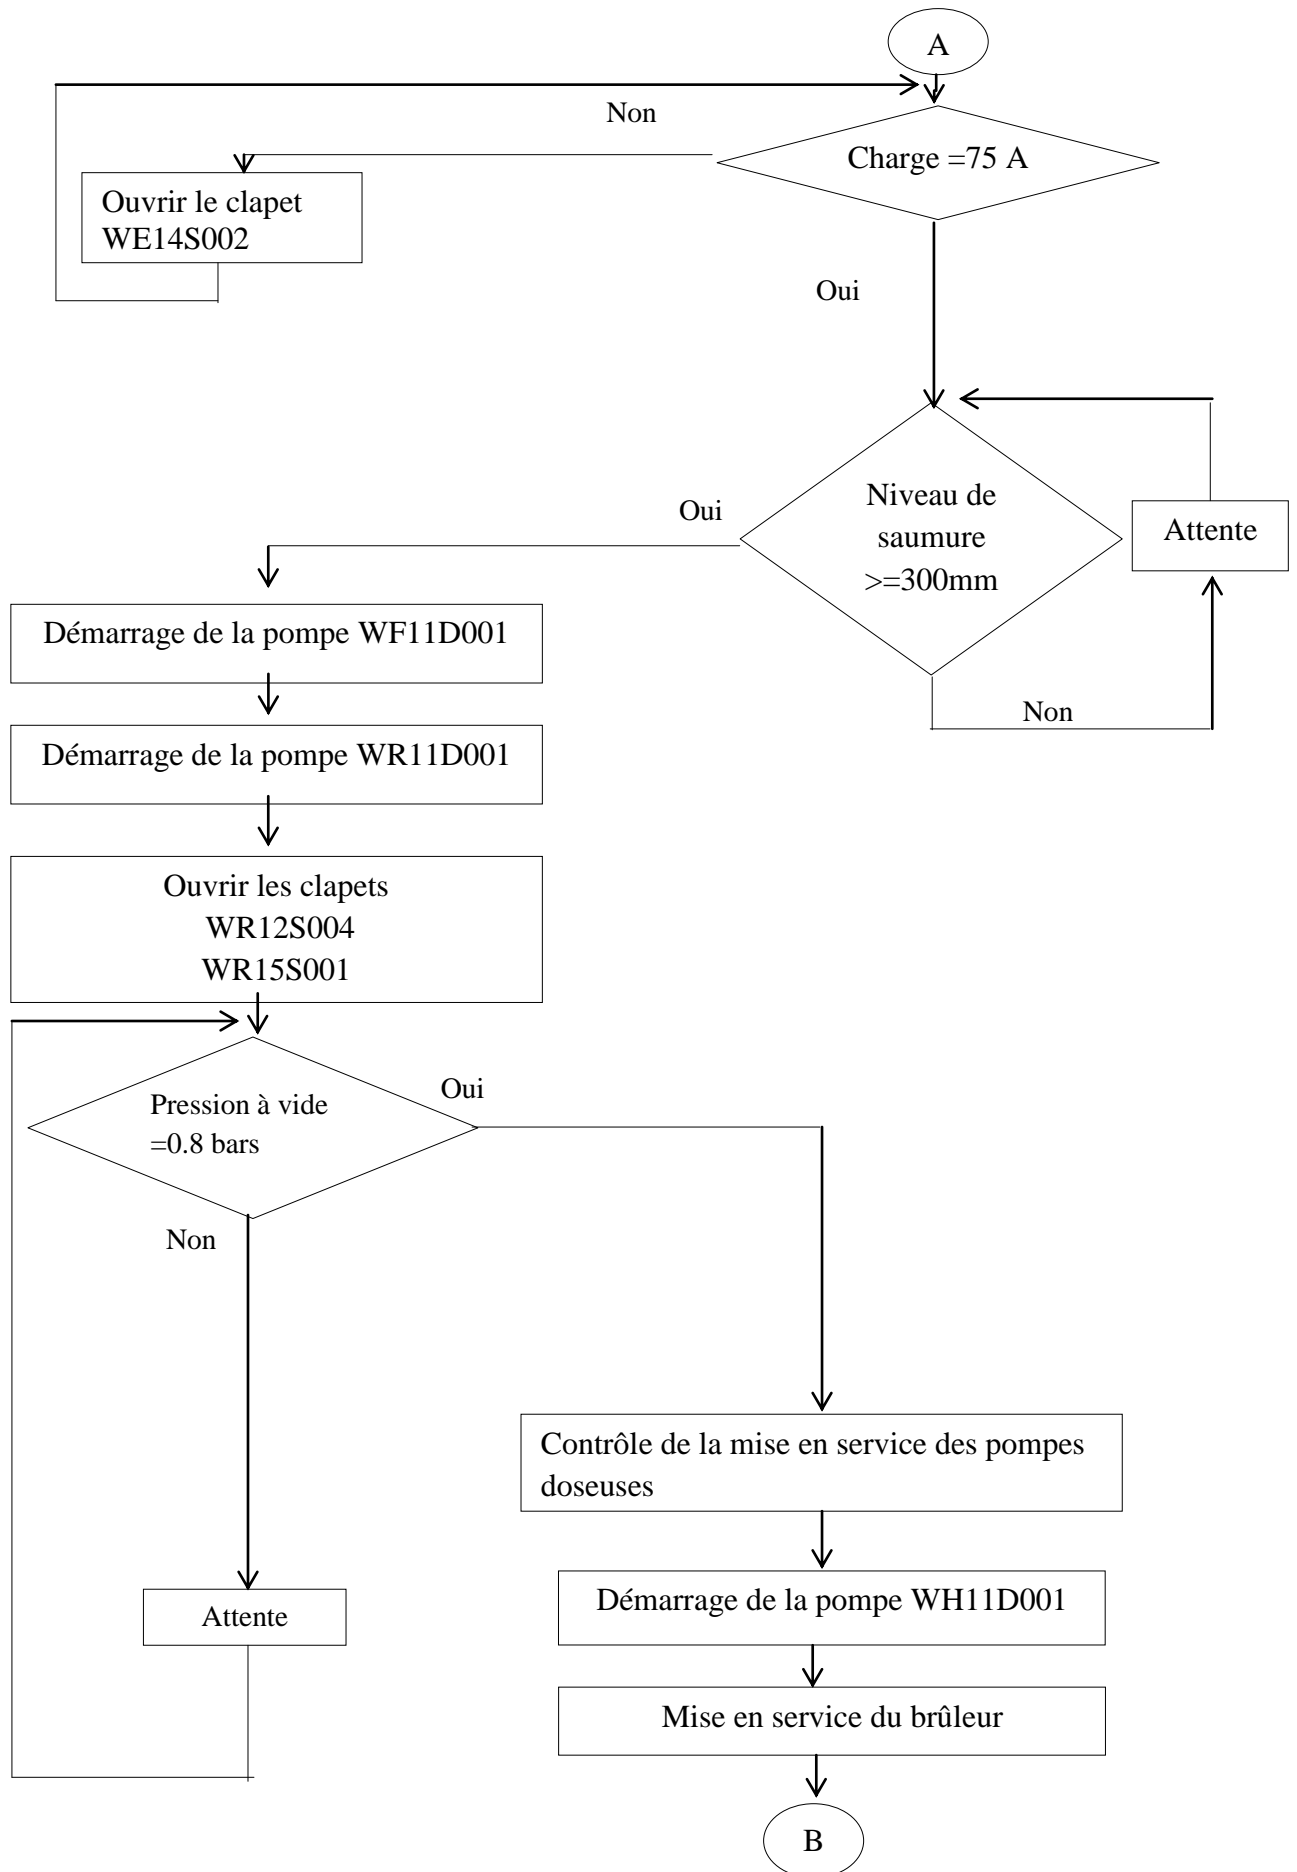 A
Non
Charge =75 A
Ouvrir le clapet
WE14S002
Oui
Niveau de
saumure
>=300mm
Oui
Attente
Non
Démarrage de la pompe WF11D001
Démarrage de la pompe WR11D001
Ouvrir les clapets
WR12S004
WR15S001
Pression à vide
=0.8 bars
Oui
Non
Contrôle de la mise en service des pompes
doseuses
Attente
Démarrage de la pompe WH11D001
Mise en service du brûleur
B